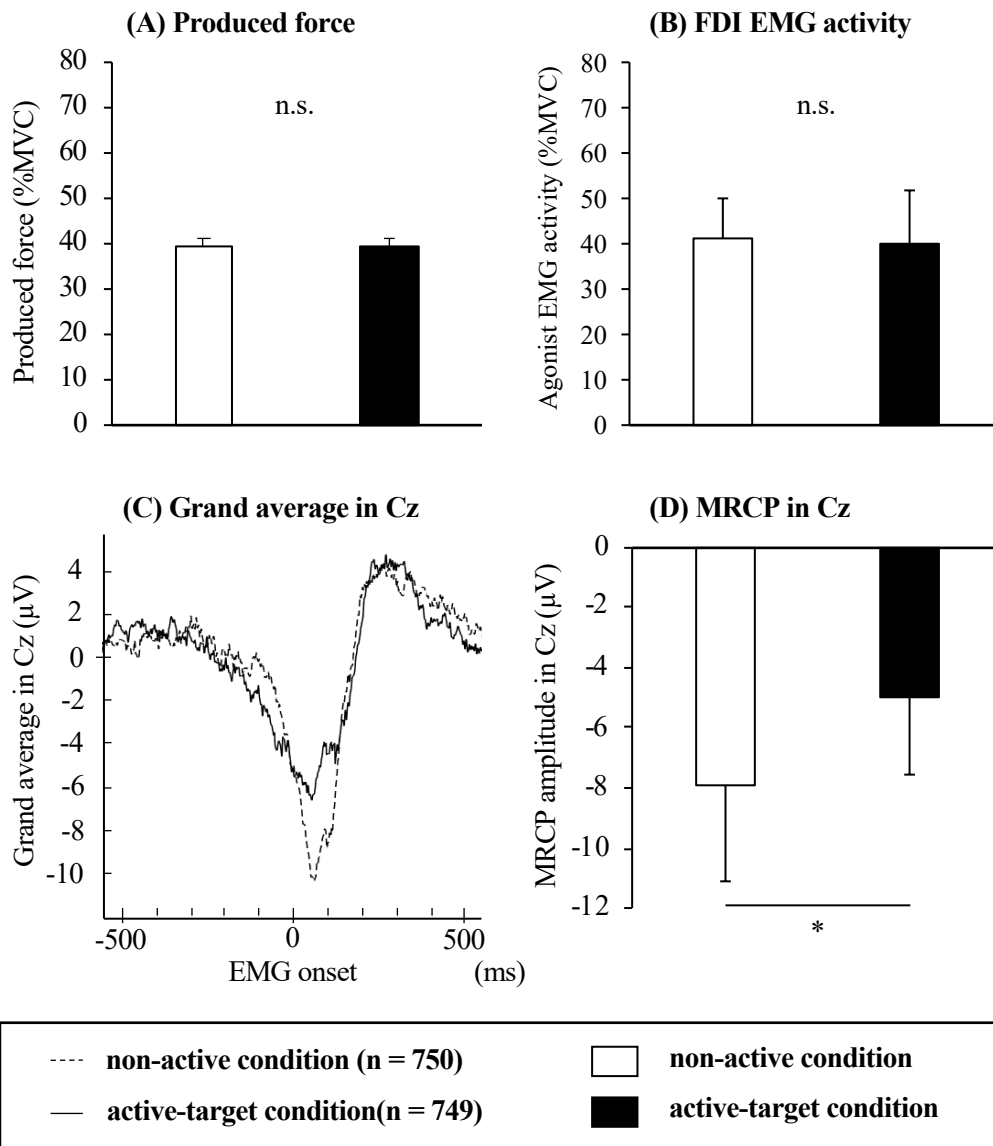 (A) Produced force
(B) FDI EMG activity
Produced force (%MVC)
80
70
60
50
40
30
20
10
0
n.s.
Agonist EMG activity (%MVC)
80
70
60
50
40
30
20
10
0
n.s.
(C) Grand average in Cz
(D) MRCP in Cz
Grand average in Cz (µV)
4
2
0
-2
-4
-6
-8
-10
-500
0
500
EMG onset
(ms)
MRCP amplitude in Cz (µV)
0
-2
-4
-6
-8
-10
-12
*
non-active condition (n = 750)
non-active condition
active-target condition(n = 749)
active-target condition